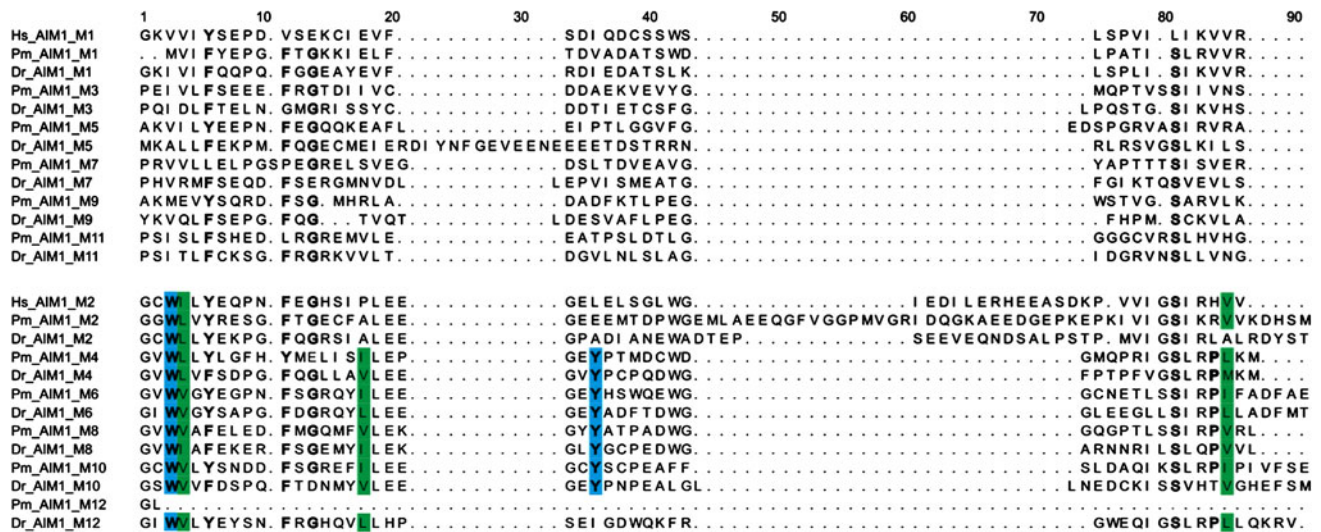 1 10 20 30 40 50 60 70 80 90
Hs_AIM1_M1 GKVVIYSEPD.VSEKCIEVF.............SDIQDCSSWS...............................LSPVI.LIKVVR.....
Pm_AIM1_M1 ..MVIFYEPG.FTGKKIELF.............TDVADATSWD...............................LPATI.SLKVVR.....
Dr_AIM1_M1 GKIVIFQQPQ.FGGEAYEVF.............RDIEDATSLK...............................LSPLI.SIKVVR.....
Pm_AIM1_M3 PEIVLFSEEE.FRGTDIIVC.............DDAEKVEVYG...............................MQPTVSSIIVNS.....
Dr_AIM1_M3 PQIDLFTELN.GMGRISSYC.............DDTIETCSFG..............................LPQSTG.SIKVHS.....
Pm_AIM1_M5 AKVILYEEPN.FEGQQKEAFL............EIPTLGGVFG.............................EDSPGRVASIRVRA.....
Dr_AIM1_M5 MKALLFEKPM.FQGECMEIERDIYNFGEVEENEEEETDSTRRN...............................RLRSVGSLKILS.....
Pm_AIM1_M7 PRVVLLELPGSPEGRELSVEG............DSLTDVEAVG...............................YAPTTTSISVER.....
Dr_AIM1_M7 PHVRMFSEQD.FSERGMNVDL...........LEPVISMEATG...............................FGIKTQSVEVLS.....
Pm_AIM1_M9 AKMEVYSQRD.FSG.MHRLA.............DADFKTLPEG...............................WSTVG.SARVLK.....
Dr_AIM1_M9 YKVQLFSEPG.FQG...TVQT...........LDESVAFLPEG................................FHPM.SCKVLA.....
Pm_AIM1_M11 PSISLFSHED.LRGREMVLE.............EATPSLDTLG...............................GGGCVRSLHVHG.....
Dr_AIM1_M11 PSITLFCKSG.FRGRKVVLT.............DGVLNLSLAG...............................IDGRVNSLLVNG.....
Hs_AIM1_M2 GCWILYEQPN.FEGHSIPLEE............GELELSGLWG.................IEDILERHEEASDKP.VVIGSIRHVV.....
Pm_AIM1_M2 GGWLVYRESG.FTGECFALEE............GEEEMTDPWGEMLAEEQGFVGGPMVGRIDQGKAEEDGEPKEPKIVIGSIKRVVKDHSM
Dr_AIM1_M2 GCWLLYEKPG.FQGRSIALEE............GPADIANEWADTEP.............SEEVEQNDSALPSTP.MVIGSIRLALRDYST
Pm_AIM1_M4 GVWLLYLGFH.YMELISILEP............GEYPTMDCWD..............................GMQPRIGSLRPLKM....
Dr_AIM1_M4 GVWLVFSDPG.FQGLLAVLEE............GVYPCPQDWG..............................FPTPFVGSLRPMKM....
Pm_AIM1_M6 GVWVGYEGPN.FSGRQYILEE............GEYHSWQEWG..............................GCNETLSSIRPIFADFAE
Dr_AIM1_M6 GIWVGYSAPG.FDGRQYLLEE............GEYADFTDWG..............................GLEEGLLSIRPLLADFMT
Pm_AIM1_M8 GVWVAFELED.FMGQMFVLEK............GYYATPADWG..............................GQGPTLSSIRPVRL....
Dr_AIM1_M8 GVWIAFEKER.FSGEMYILEK............GLYGCPEDWG..............................ARNNRILSLQPVVL....
Pm_AIM1_M10 GCWVLYSNDD.FSGREFILEE............GCYSCPEAFF..............................SLDAQIKSLRPIPIVFSE
Dr_AIM1_M10 GSWVVFDSPQ.FTDNMYVLEE............GEYPNPEALGL............................LNEDCKISSVHTVGHEFSM
Pm_AIM1_M12 GL.........................................................................................
Dr_AIM1_M12 GIWVLYEYSN.FRGHQVLLHP............SEIGDWQKFR...............................GWEQIGSLRPLLQKRV.